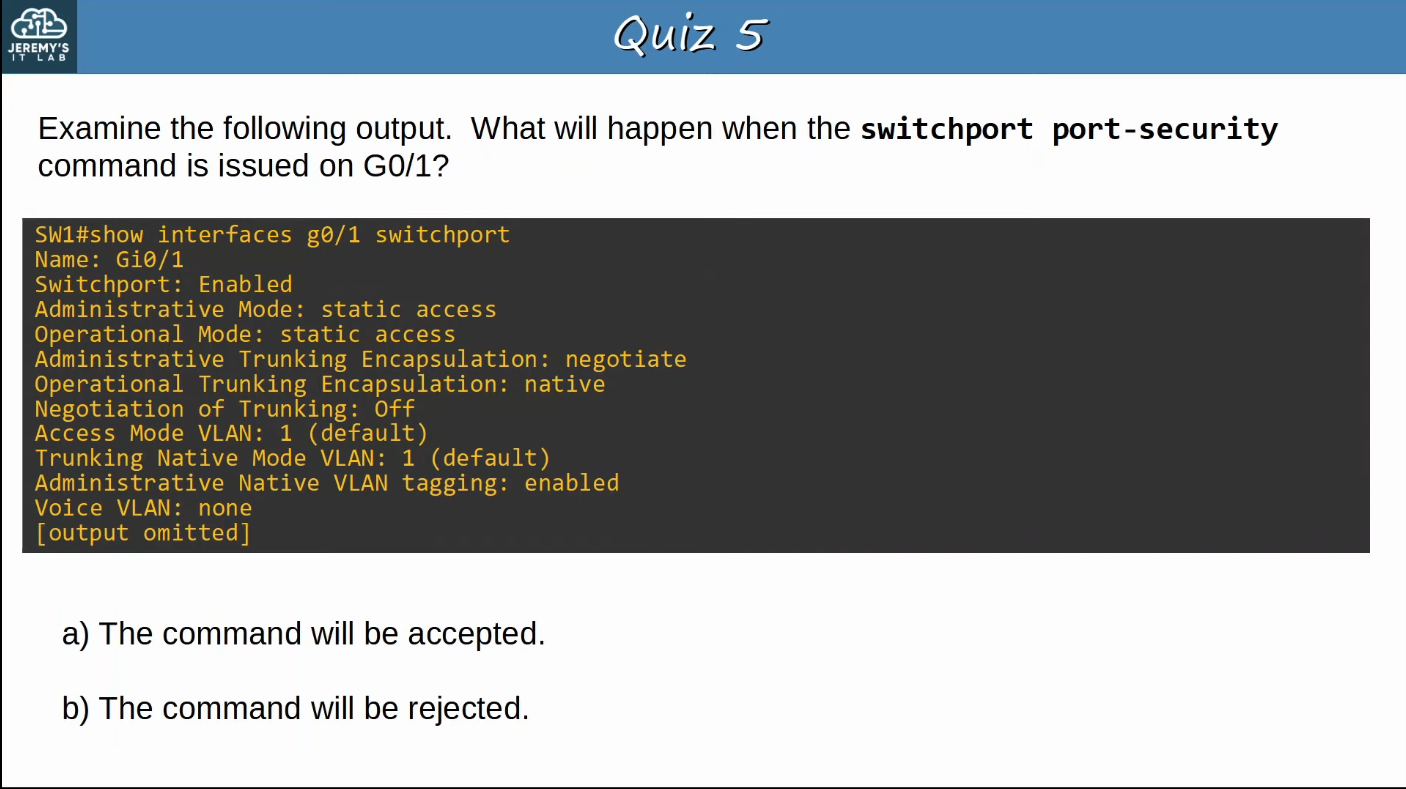 JEREMY'S
IT LAB
Quiz 5
Examine the following output.  What will happen when the switchport port-security
command is issued on G0/1?
SW1#show interfaces g0/1 switchport
Name: Gi0/1
Switchport: Enabled
Administrative Mode: static access
Operational Mode: static access
Administrative Trunking Encapsulation: negotiate
Operational Trunking Encapsulation: native
Negotiation of Trunking: Off
Access Mode VLAN: 1 (default)
Trunking Native Mode VLAN: 1 (default)
Administrative Native VLAN tagging: enabled
Voice VLAN: none
[output omitted]
a) The command will be accepted.
b) The command will be rejected.